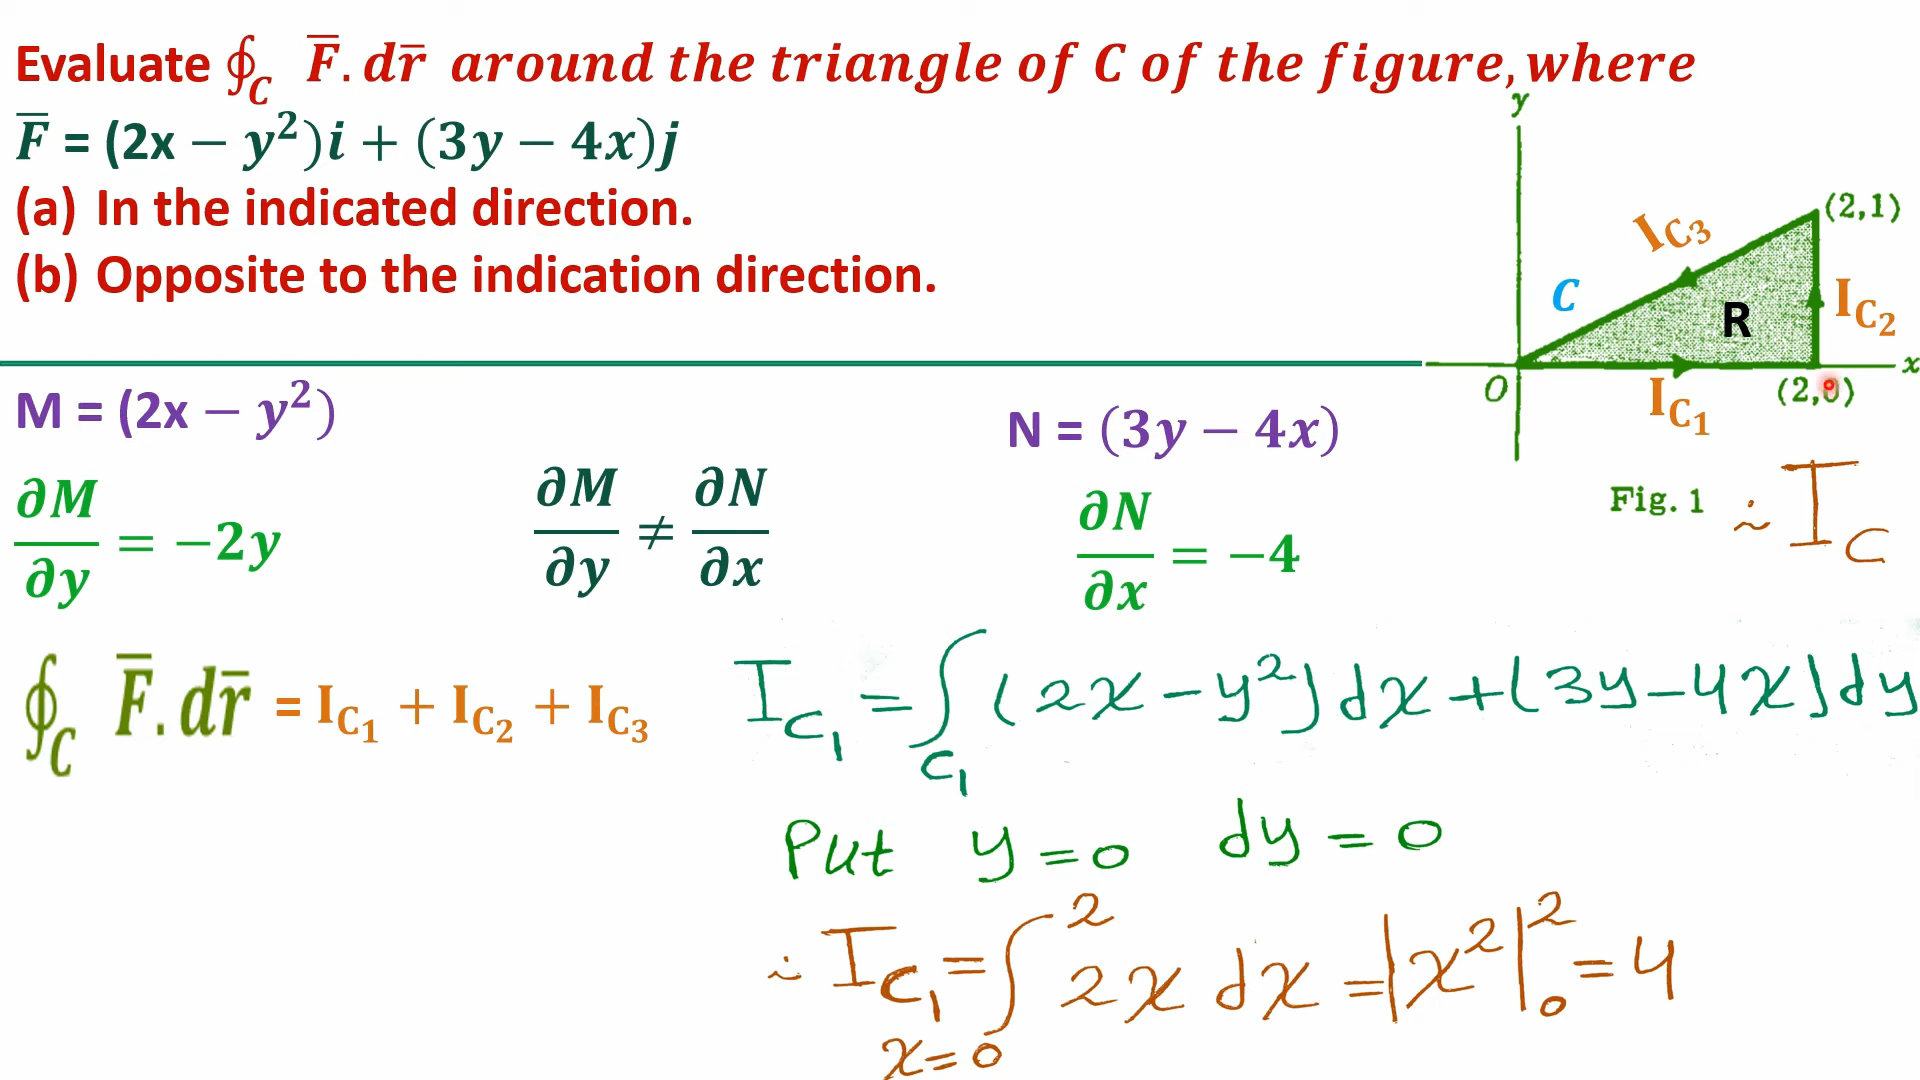 Evaluate ∮_C F̅.dr̅ around the triangle of C of the figure, where
F̅ = (2x − y²)i + (3y − 4x)j
(a) In the indicated direction.
(b) Opposite to the indication direction.
y
(2,1)
I_C₃
C
R
I_C₂
x
O
I_C₁
(2,0)
Fig. 1
M = (2x − y²)
N = (3y − 4x)
∂M/∂y = −2y
∂M/∂y ≠ ∂N/∂x
∂N/∂x = −4
∴ I_C
∮_C F̅.dr̅ = I_C₁ + I_C₂ + I_C₃
I_C₁ = ∫_C₁ (2x − y²)dx + (3y − 4x)dy
Put y = 0 dy = 0
∴ I_C₁ = ∫_{x=0}^{2} 2x dx = |x²|₀² = 4